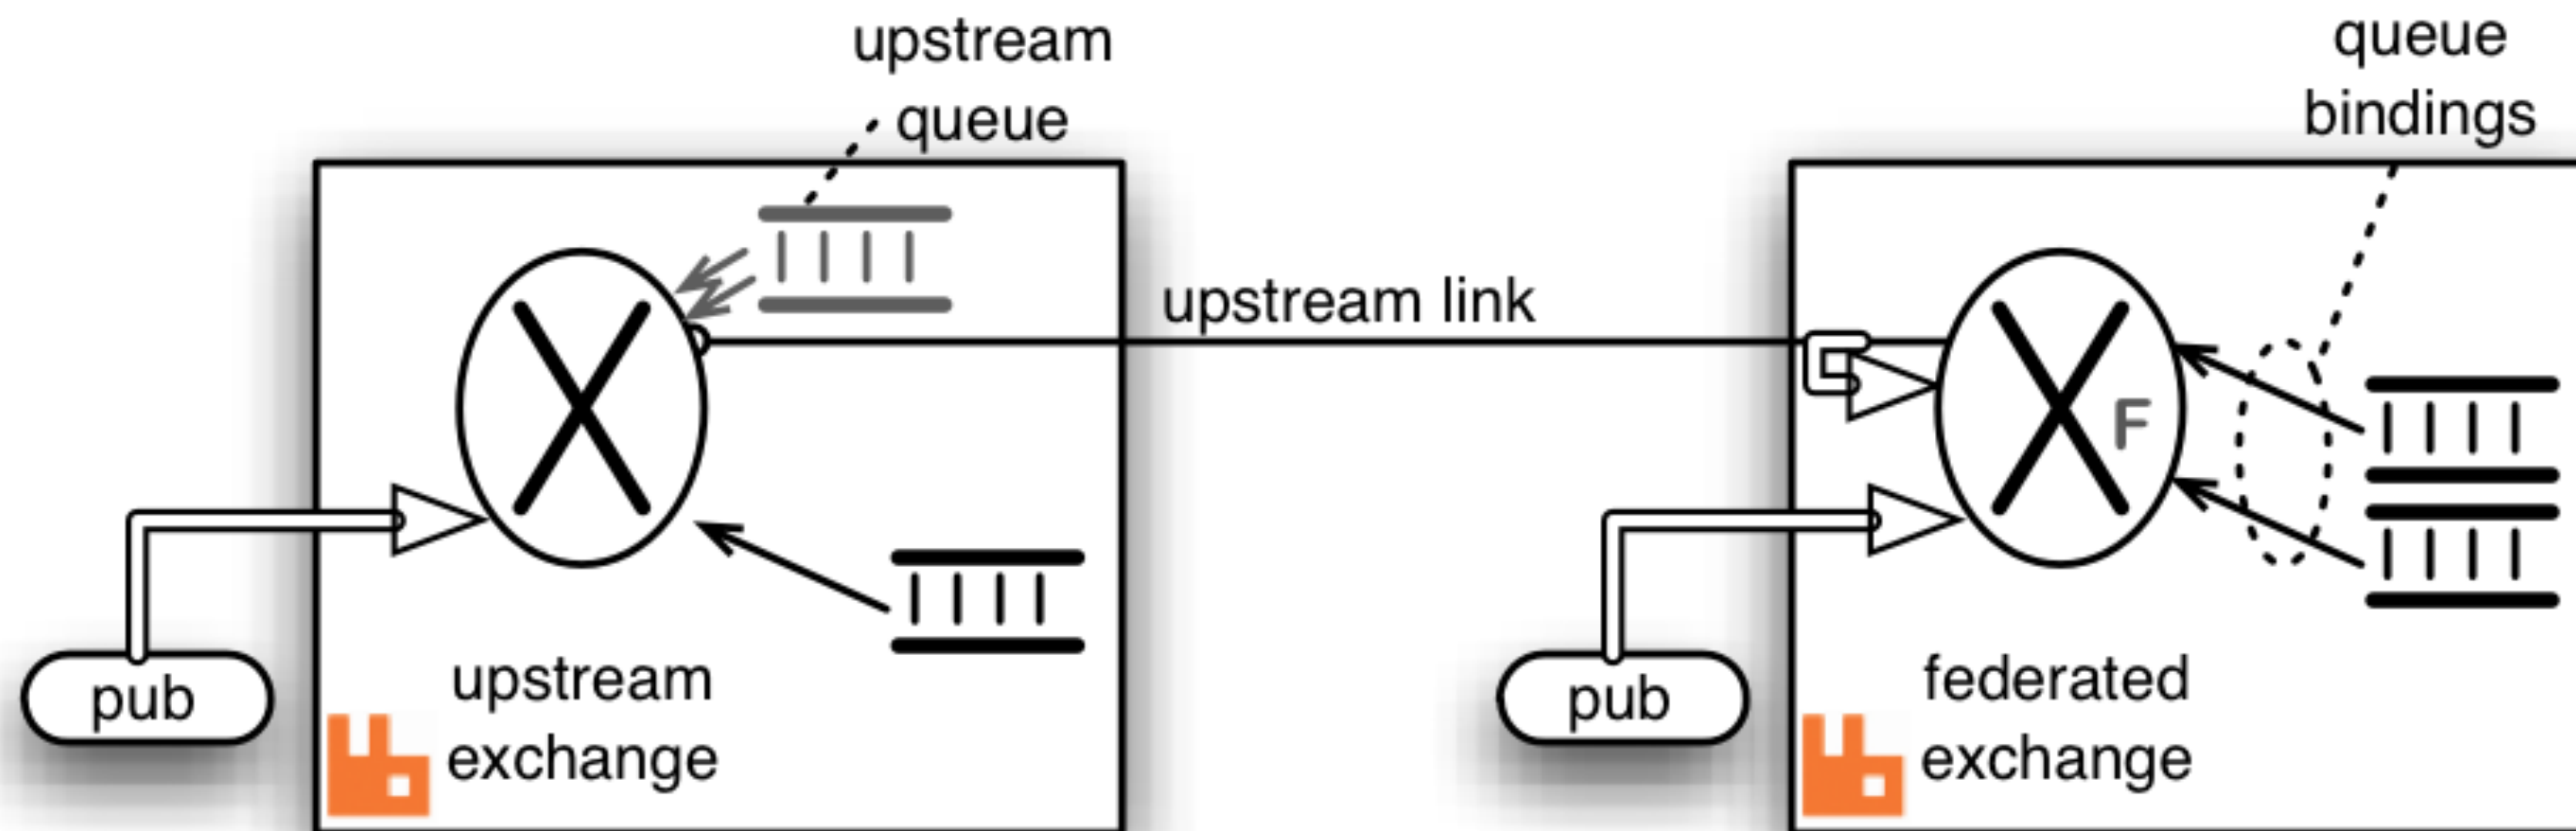 upstream
queue
queue
bindings
upstream link
F
pub
upstream
exchange
pub
federated
exchange